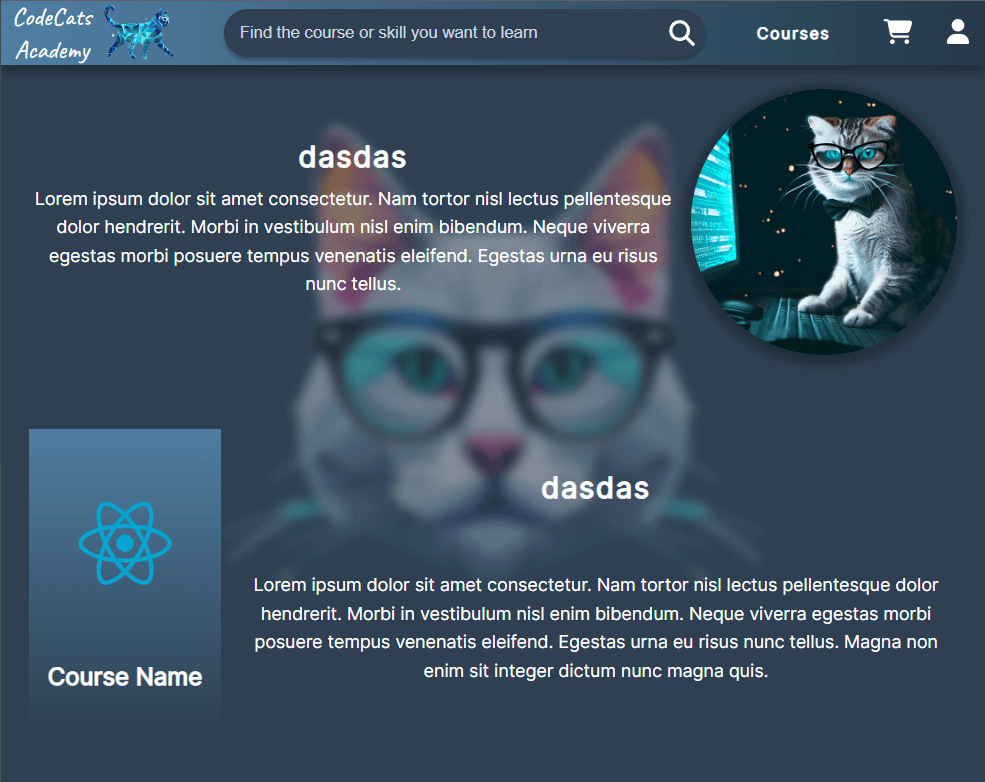 CodeCats
Academy
Find the course or skill you want to learn
Courses
dasdas
Lorem ipsum dolor sit amet consectetur. Nam tortor nisl lectus pellentesque
dolor hendrerit. Morbi in vestibulum nisl enim bibendum. Neque viverra
egestas morbi posuere tempus venenatis eleifend. Egestas urna eu risus
nunc tellus.
dasdas
Lorem ipsum dolor sit amet consectetur. Nam tortor nisl lectus pellentesque dolor
hendrerit. Morbi in vestibulum nisl enim bibendum. Neque viverra egestas morbi
posuere tempus venenatis eleifend. Egestas urna eu risus nunc tellus. Magna non
enim sit integer dictum nunc magna quis.
Course Name